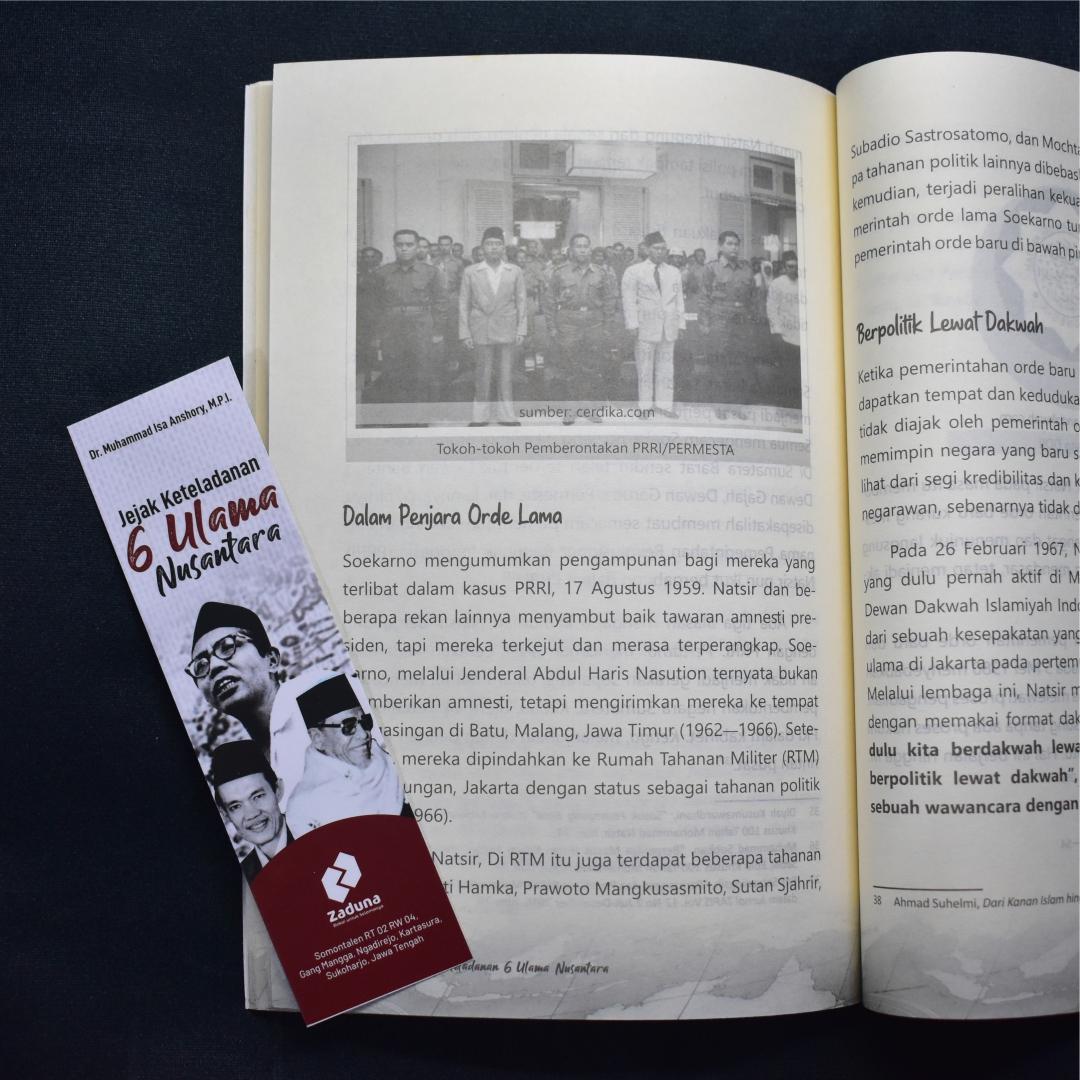 sumber: cerdika.com
Tokoh-tokoh Pemberontakan PRRI/PERMESTA
Dalam Penjara Orde Lama
Soekarno mengumumkan pengampunan bagi mereka yang
terlibat dalam kasus PRRI, 17 Agustus 1959. Natsir dan be-
berapa rekan lainnya menyambut baik tawaran amnesti pre-
siden, tapi mereka terkejut dan merasa terperangkap. Soe-
arno, melalui Jenderal Abdul Haris Nasution ternyata bukan
mberikan amnesti, tetapi mengirimkan mereka ke tempat
asingan di Batu, Malang, Jawa Timur (1962—1966). Sete-
mereka dipindahkan ke Rumah Tahanan Militer (RTM)
ungan, Jakarta dengan status sebagai tahanan politik
966).
Natsir, Di RTM itu juga terdapat beberapa tahanan
ti Hamka, Prawoto Mangkusasmito, Sutan Sjahrir,
adanan 6 Ulama Nusantara
Subadio Sastrosatomo, dan Mochta
pa tahanan politik lainnya dibebas
kemudian, terjadi peralihan kekua
merintah orde lama Soekarno tu
pemerintah orde baru di bawah pi
Berpolitik Lewat Dakwah
Ketika pemerintahan orde baru
dapatkan tempat dan keduduka
tidak diajak oleh pemerintah o
memimpin negara yang baru s
lihat dari segi kredibilitas dan k
negarawan, sebenarnya tidak d
Pada 26 Februari 1967, N
yang dulu pernah aktif di M
Dewan Dakwah Islamiyah Indo
dari sebuah kesepakatan yang
ulama di Jakarta pada pertem
Melalui lembaga ini, Natsir m
dengan memakai format dak
dulu kita berdakwah lewa
berpolitik lewat dakwah",
sebuah wawancara dengan
38 Ahmad Suhelmi, Dari Kanan Islam hin
Dr. Muhammad Isa Anshory, M.P.I.
Jejak Keteladanan
6 Ulama
Nusantara
Zaduna
Somontalen RT 02 RW 04,
Gang Mangga, Ngadirejo, Kartasura,
Sukoharjo, Jawa Tengah